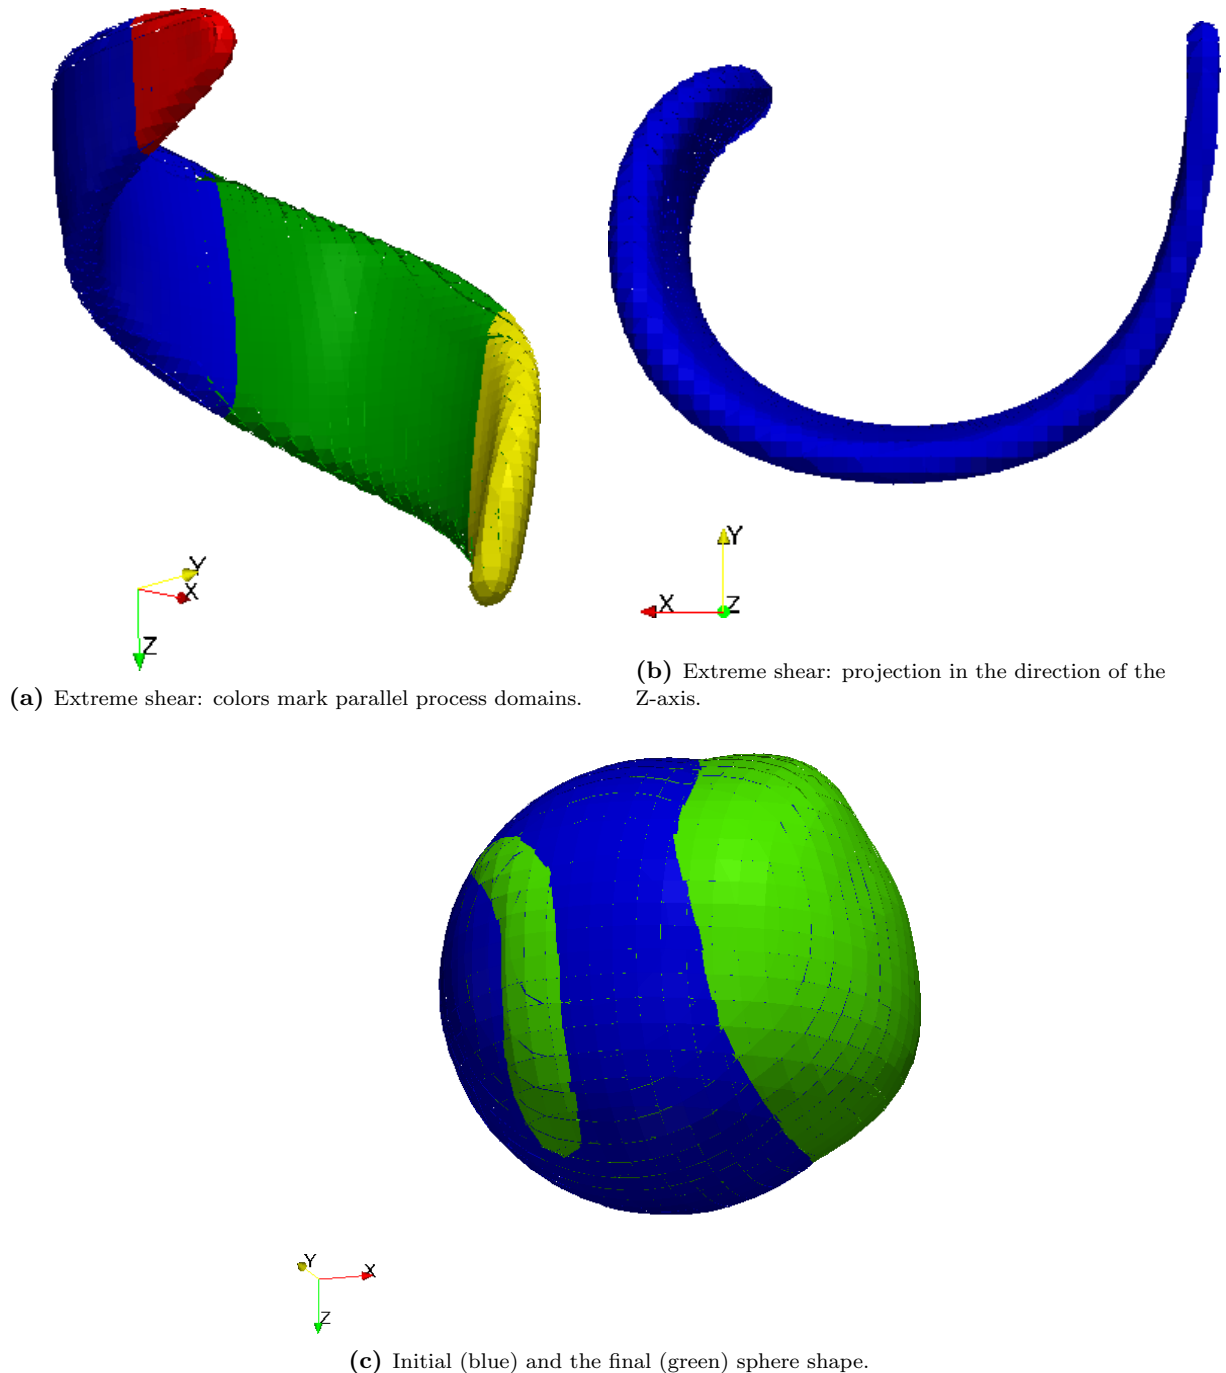 Y
X
Z
(a) Extreme shear: colors mark parallel process domains.
Y
X
Z
(b) Extreme shear: projection in the direction of the
Z-axis.
Y
X
Z
(c) Initial (blue) and the final (green) sphere shape.